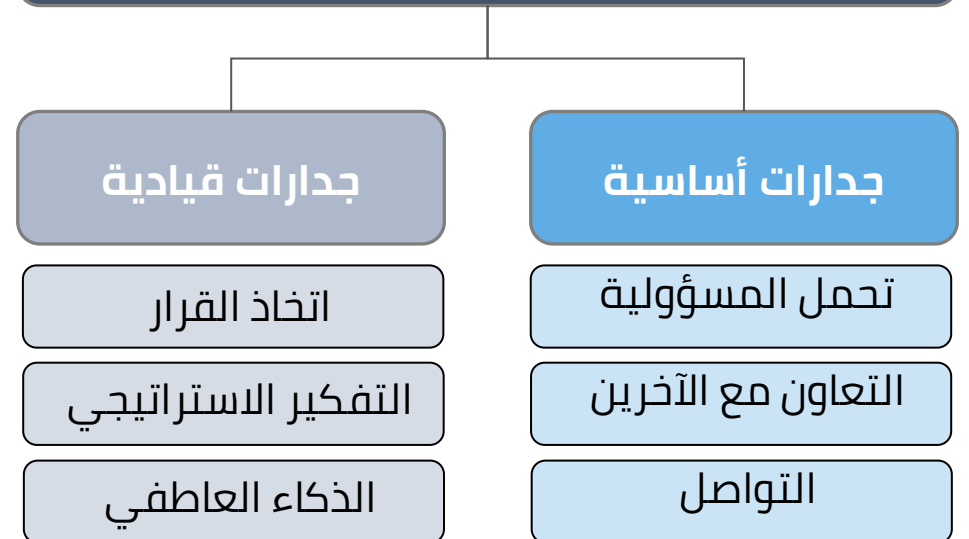 جدارات أساسية
تحمل المسؤولية
التعاون مع الآخرين
التواصل
جدارات قيادية
اتخاذ القرار
التفكير الاستراتيجي
الذكاء العاطفي